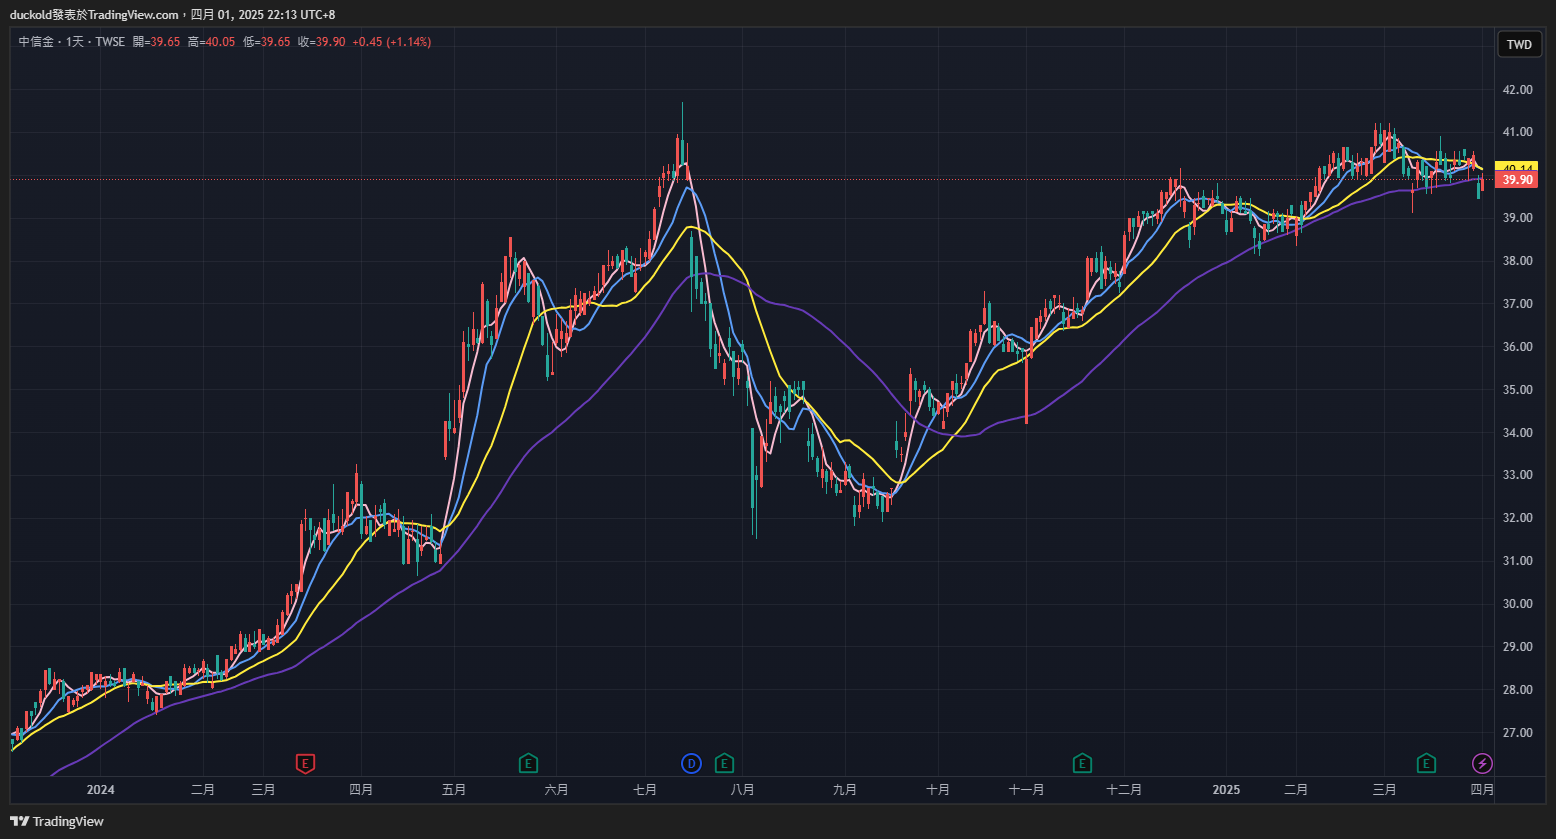 duckold發表於TradingView.com，四月 01, 2025 22:13 UTC+8
中信金・1天・TWSE 開=39.65 高=40.05 低=39.65 收=39.90 +0.45 (+1.14%)
TWD
42.00
41.00
40.14
39.90
39.00
38.00
37.00
36.00
35.00
34.00
33.00
32.00
31.00
30.00
29.00
28.00
27.00
E E D E E E
2024 二月 三月 四月 五月 六月 七月 八月 九月 十月 十一月 十二月 2025 二月 三月 四月
TradingView